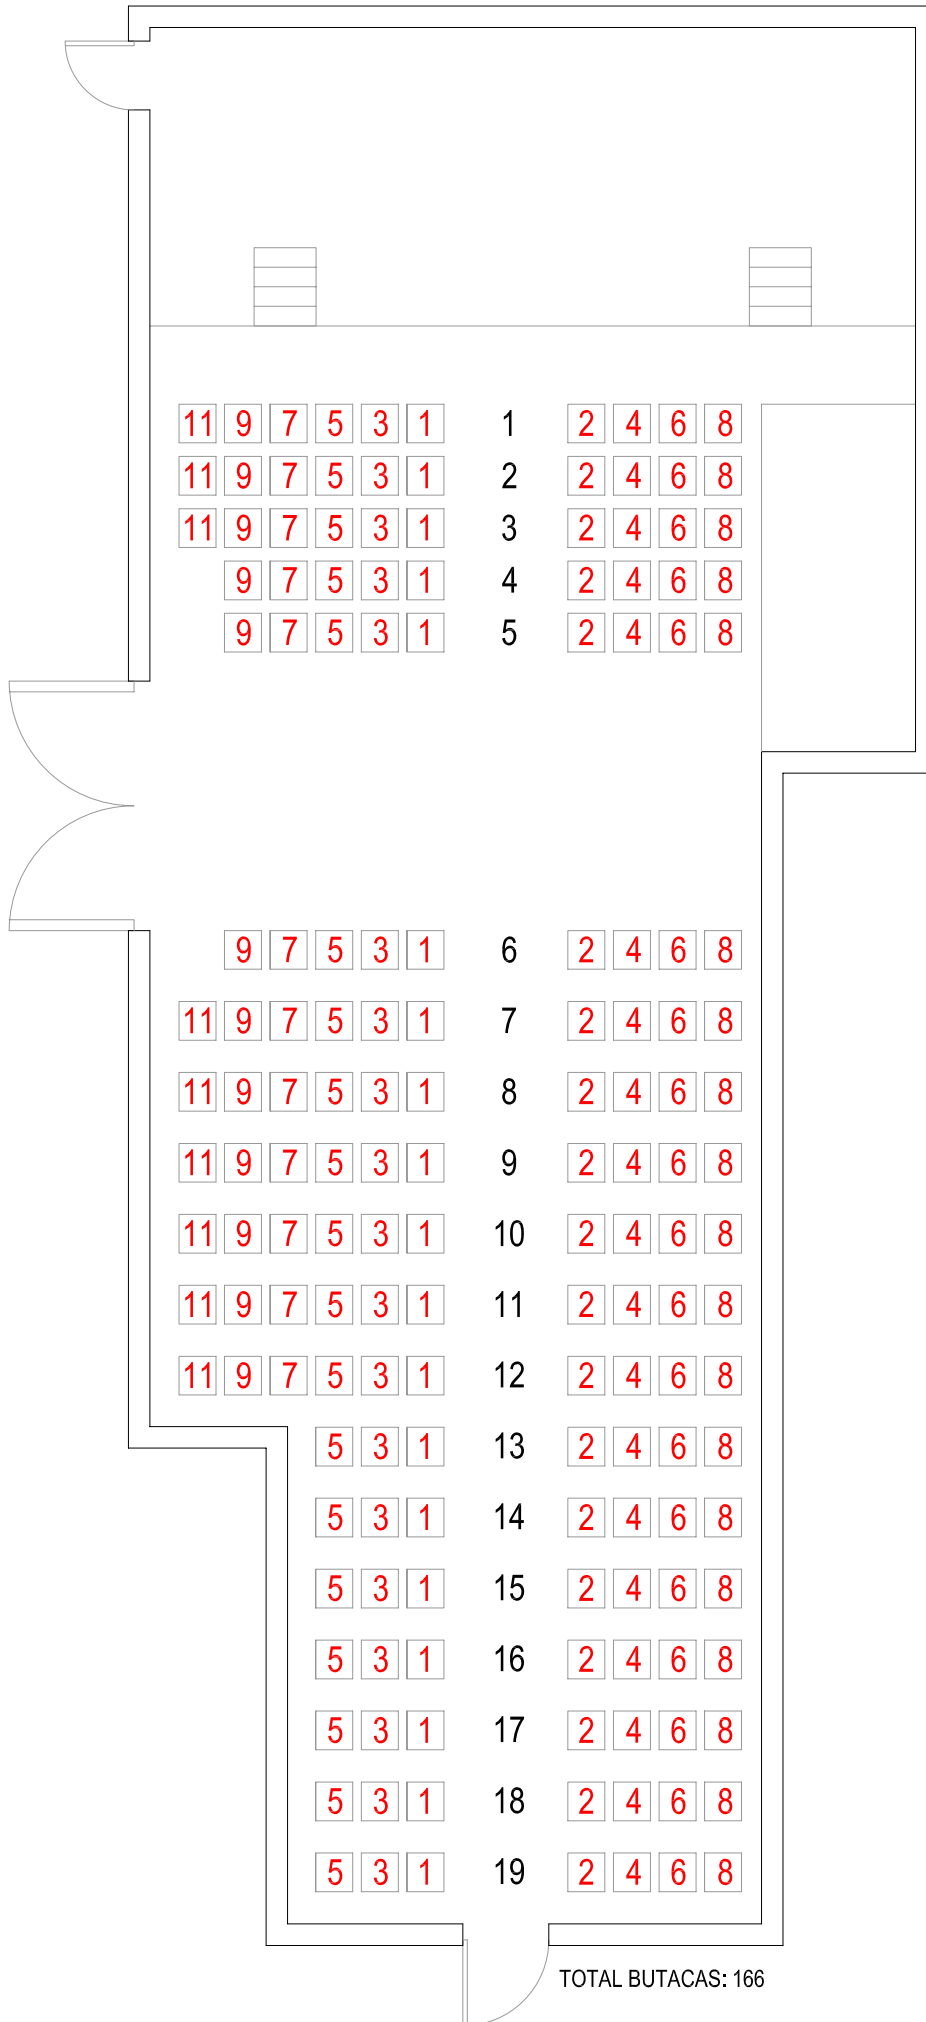 11 9 7 5 3 1 1 2 4 6 8
11 9 7 5 3 1 2 2 4 6 8
11 9 7 5 3 1 3 2 4 6 8
9 7 5 3 1 4 2 4 6 8
9 7 5 3 1 5 2 4 6 8
9 7 5 3 1 6 2 4 6 8
11 9 7 5 3 1 7 2 4 6 8
11 9 7 5 3 1 8 2 4 6 8
11 9 7 5 3 1 9 2 4 6 8
11 9 7 5 3 1 10 2 4 6 8
11 9 7 5 3 1 11 2 4 6 8
11 9 7 5 3 1 12 2 4 6 8
5 3 1 13 2 4 6 8
5 3 1 14 2 4 6 8
5 3 1 15 2 4 6 8
5 3 1 16 2 4 6 8
5 3 1 17 2 4 6 8
5 3 1 18 2 4 6 8
5 3 1 19 2 4 6 8
TOTAL BUTACAS: 166